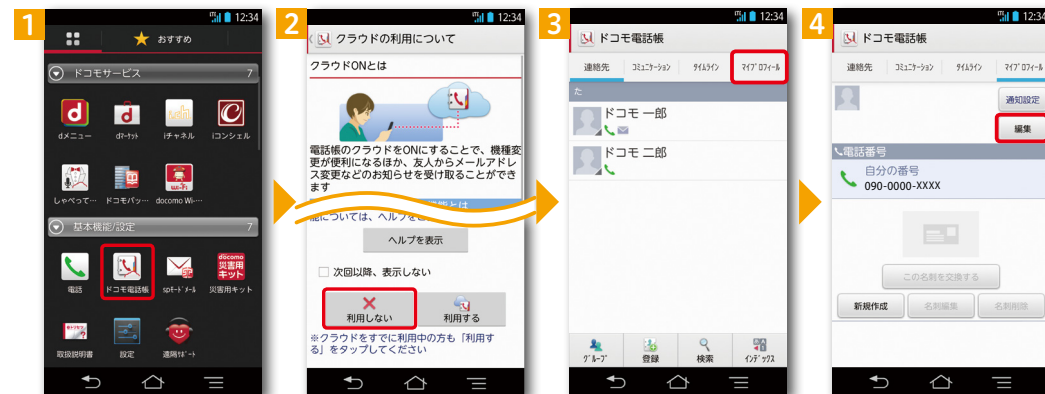 1
12:34
おすすめ
ドコモサービス 7
dメニュー
dマーケット
iチャネル
iコンシェル
しゃべって…
ドコモバッ…
docomo Wi-…
基本機能/設定 7
電話
ドコモ電話帳
spモードメール
災害用キット
取扱説明書
設定
遠隔サポート
2
12:34
クラウドの利用について
クラウドONとは
電話帳のクラウドをONにすることで、機種変
更が便利になるほか、友人からメールアドレ
ス変更などのお知らせを受け取ることができ
ます
能については、ヘルプをご
ヘルプを表示
次回以降、表示しない
利用しない
利用する
※クラウドをすでに利用中の方も「利用す
る」をタップしてください
3
12:34
ドコモ電話帳
連絡先
コミュニケーション
タイムライン
マイプロフィール
た
ドコモ 一郎
ドコモ 二郎
グループ
登録
検索
インデックス
4
12:34
ドコモ電話帳
連絡先
コミュニケーション
タイムライン
マイプロフィール
通知設定
編集
電話番号
自分の番号
090-0000-XXXX
この名刺を交換する
新規作成
名刺編集
名刺削除